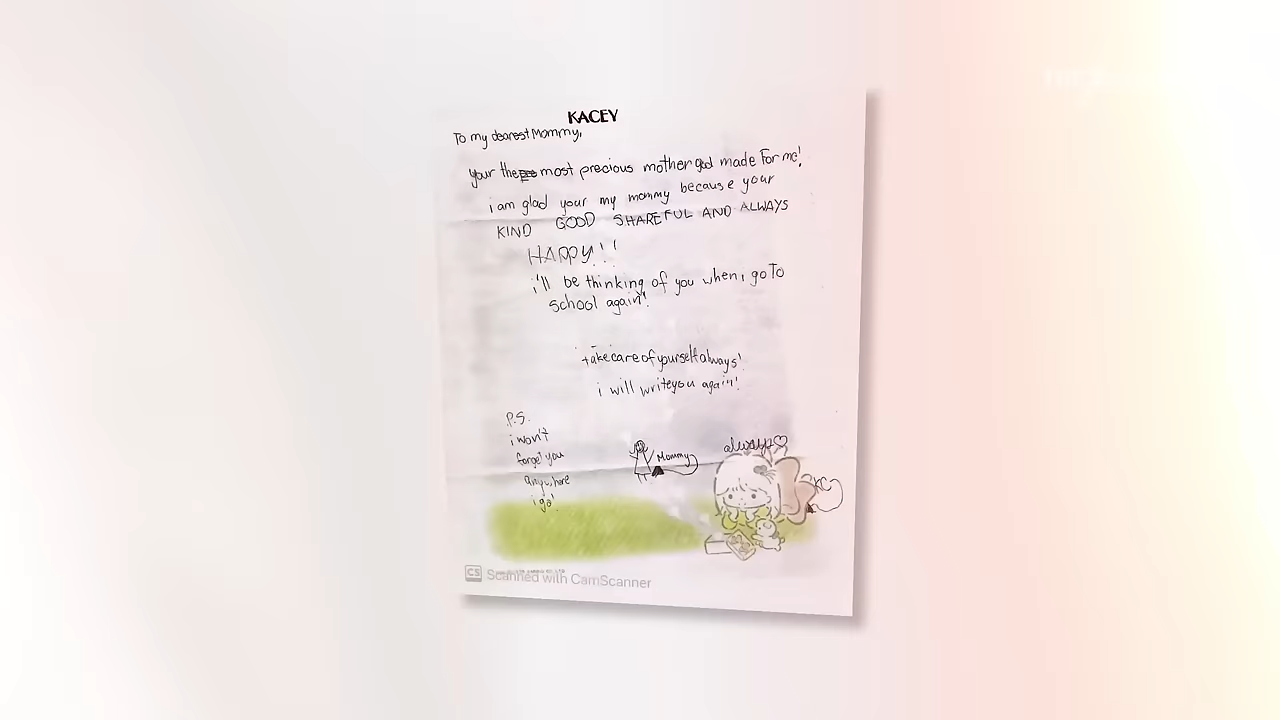 KACEY
To my dearest Mommy,
your the most precious mother god made For me!
i am glad your my mommy because your
KIND GOOD SHAREFUL AND ALWAYS
HAPPY!!
i'll be thinking of you when i go To
school again!
take care of yourself always!
i will write you again!
P.S.
i won't
forget you
anywhere
i go!
Mommy
always
CS Scanned with CamScanner